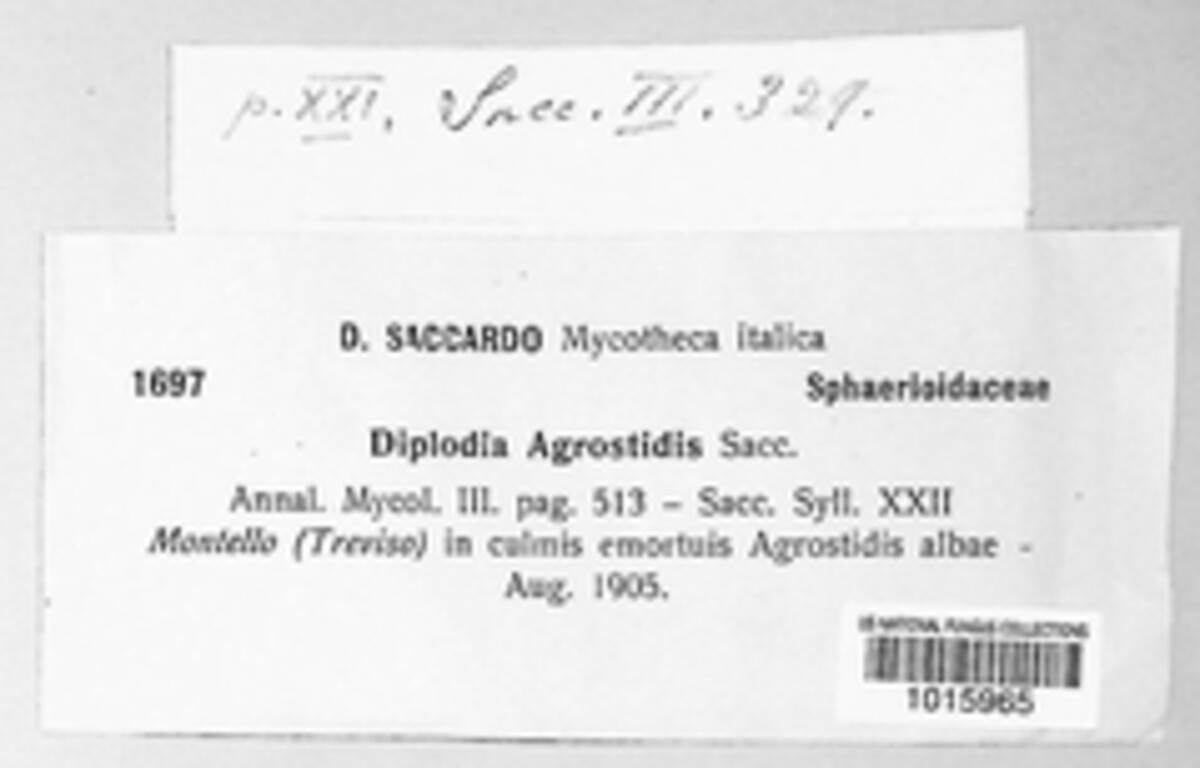 p. XXI. Sacc. III. 329.
D. SACCARDO Mycotheca italica
1697 Sphaerioidaceae
Diplodia Agrostidis Sacc.
Annal. Mycol. III. pag. 513 – Sacc. Syll. XXII
Montello (Treviso) in culmis emortuis Agrostidis albae -
Aug. 1905.
US NATIONAL FUNGUS COLLECTIONS
1015965